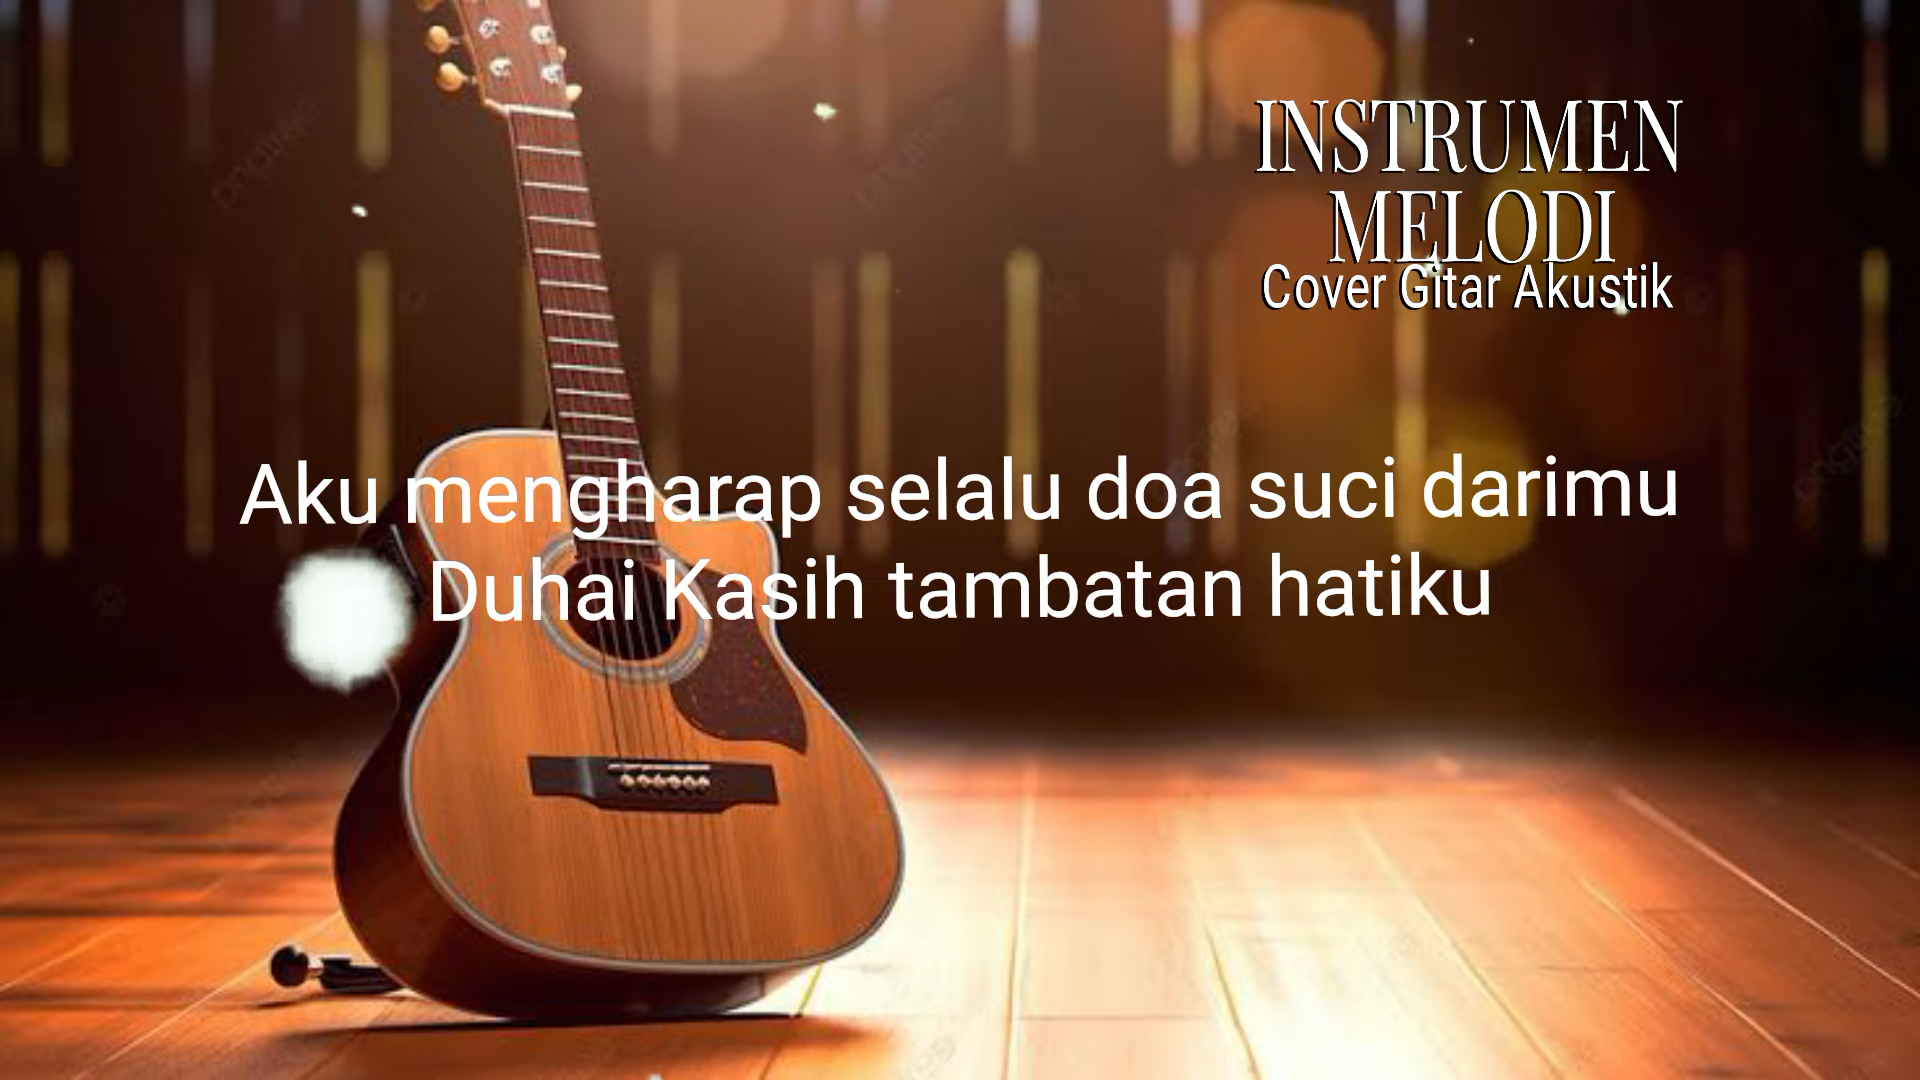 INSTRUMEN
MELODI
Cover Gitar Akustik
Aku mengharap selalu doa suci darimu
Duhai Kasih tambatan hatiku